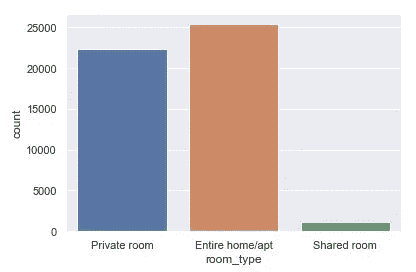 25000
20000
15000
10000
5000
0
count
Private room
Entire home/apt
Shared room
room_type